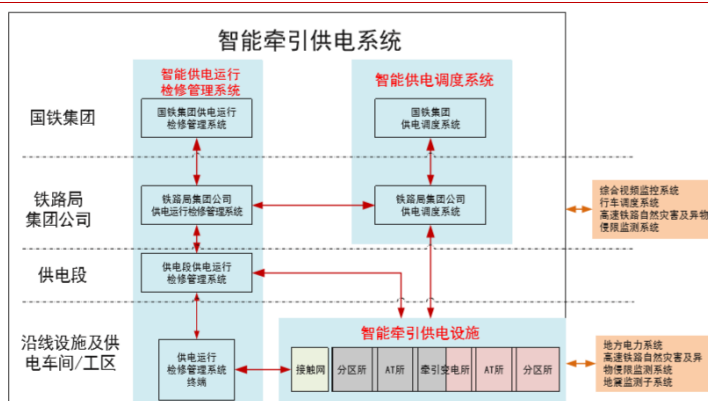 智能牵引供电系统
智能供电运行
检修管理系统
智能供电调度系统
国铁集团
国铁集团供电运行
检修管理系统
国铁集团
供电调度系统
铁路局
集团公司
铁路局集团公司
供电运行检修管理系统
铁路局集团公司
供电调度系统
综合视频监控系统
行车调度系统
高速铁路自然灾害及异物
侵限监测系统
供电段
供电段供电运行
检修管理系统
沿线设施及供
电车间/工区
供电运行
检修管理系统
终端
智能牵引供电设施
接触网
分区所
AT所
牵引变电所
AT所
分区所
地方电力系统
高速铁路自然灾害及异
物侵限监测系统
地震监测子系统